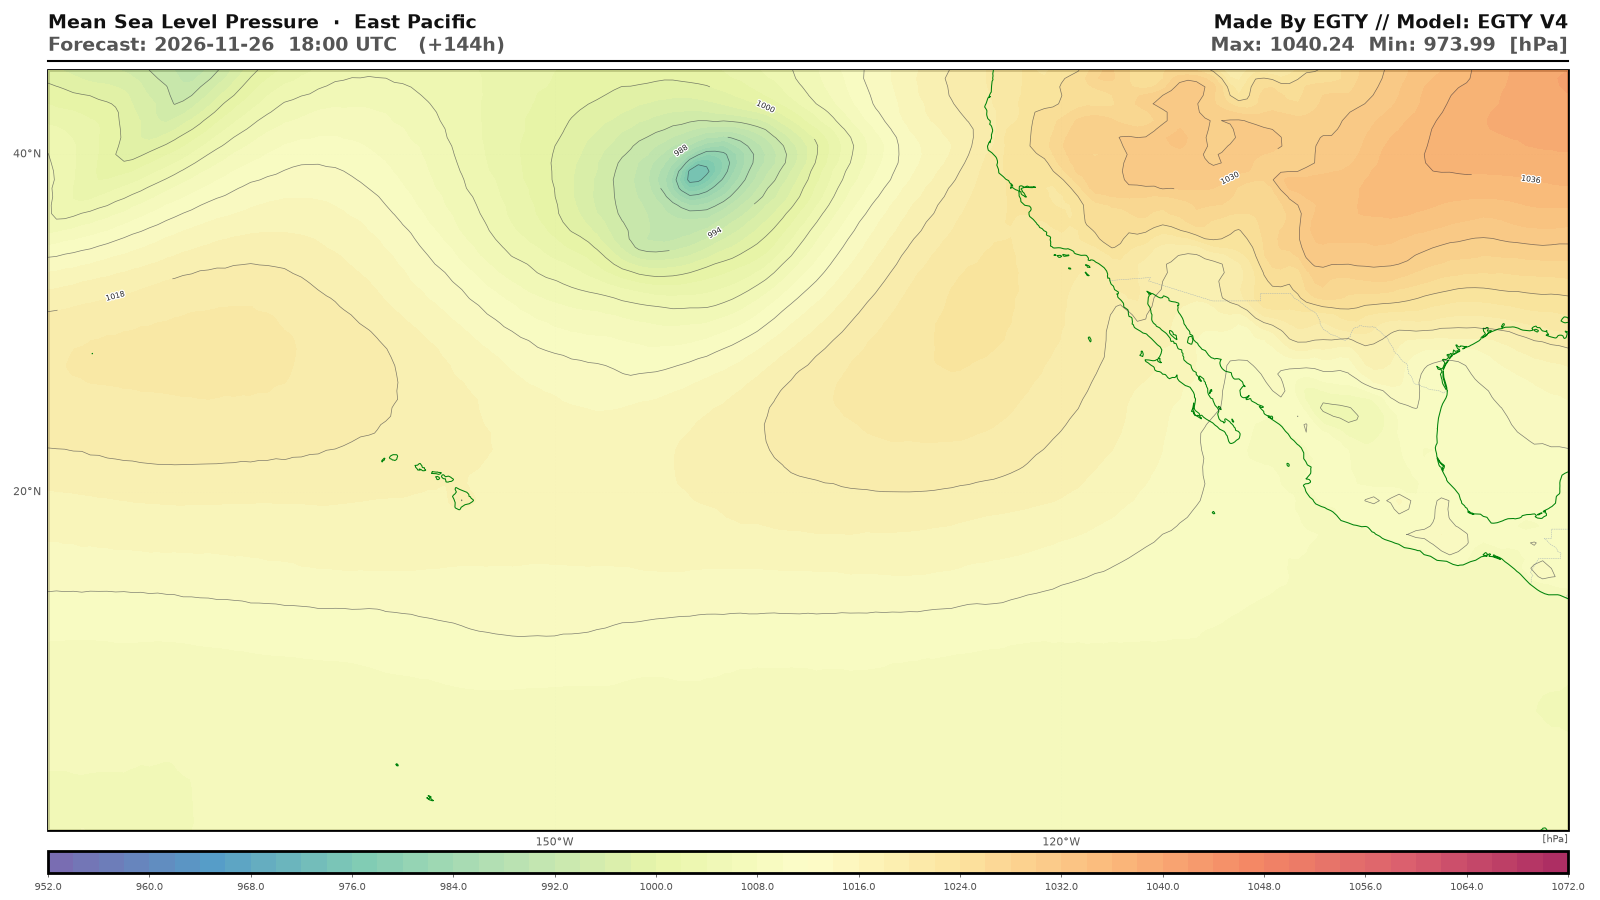 Mean Sea Level Pressure · East Pacific
Made By EGTY // Model: EGTY V4
Forecast: 2026-11-26 18:00 UTC (+144h)
Max: 1040.24 Min: 973.99 [hPa]
1000
40°N
988
1030
1036
994
1018
20°N
150°W
120°W
[hPa]
952.0
960.0
968.0
976.0
984.0
992.0
1000.0
1008.0
1016.0
1024.0
1032.0
1040.0
1048.0
1056.0
1064.0
1072.0